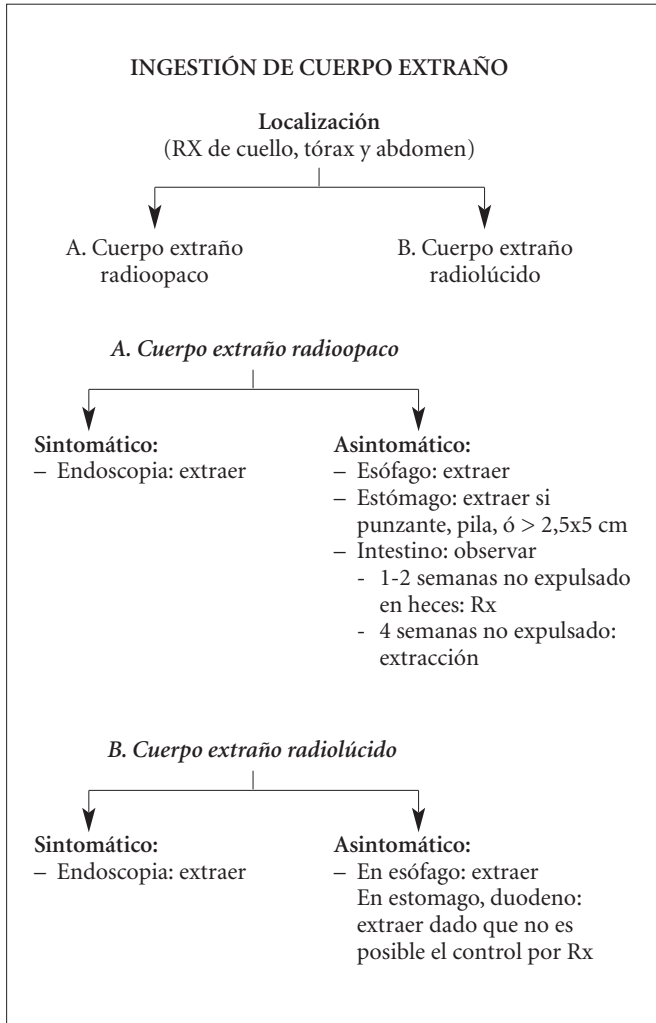 INGESTIÓN DE CUERPO EXTRAÑO
Localización
(RX de cuello, tórax y abdomen)
A. Cuerpo extraño
radioopaco
B. Cuerpo extraño
radiolúcido
A. Cuerpo extraño radioopaco
Sintomático:
– Endoscopia: extraer
Asintomático:
– Esófago: extraer
– Estómago: extraer si
punzante, pila, ó > 2,5x5 cm
– Intestino: observar
- 1-2 semanas no expulsado
en heces: Rx
- 4 semanas no expulsado:
extracción
B. Cuerpo extraño radiolúcido
Sintomático:
– Endoscopia: extraer
Asintomático:
– En esófago: extraer
En estomago, duodeno:
extraer dado que no es
posible el control por Rx